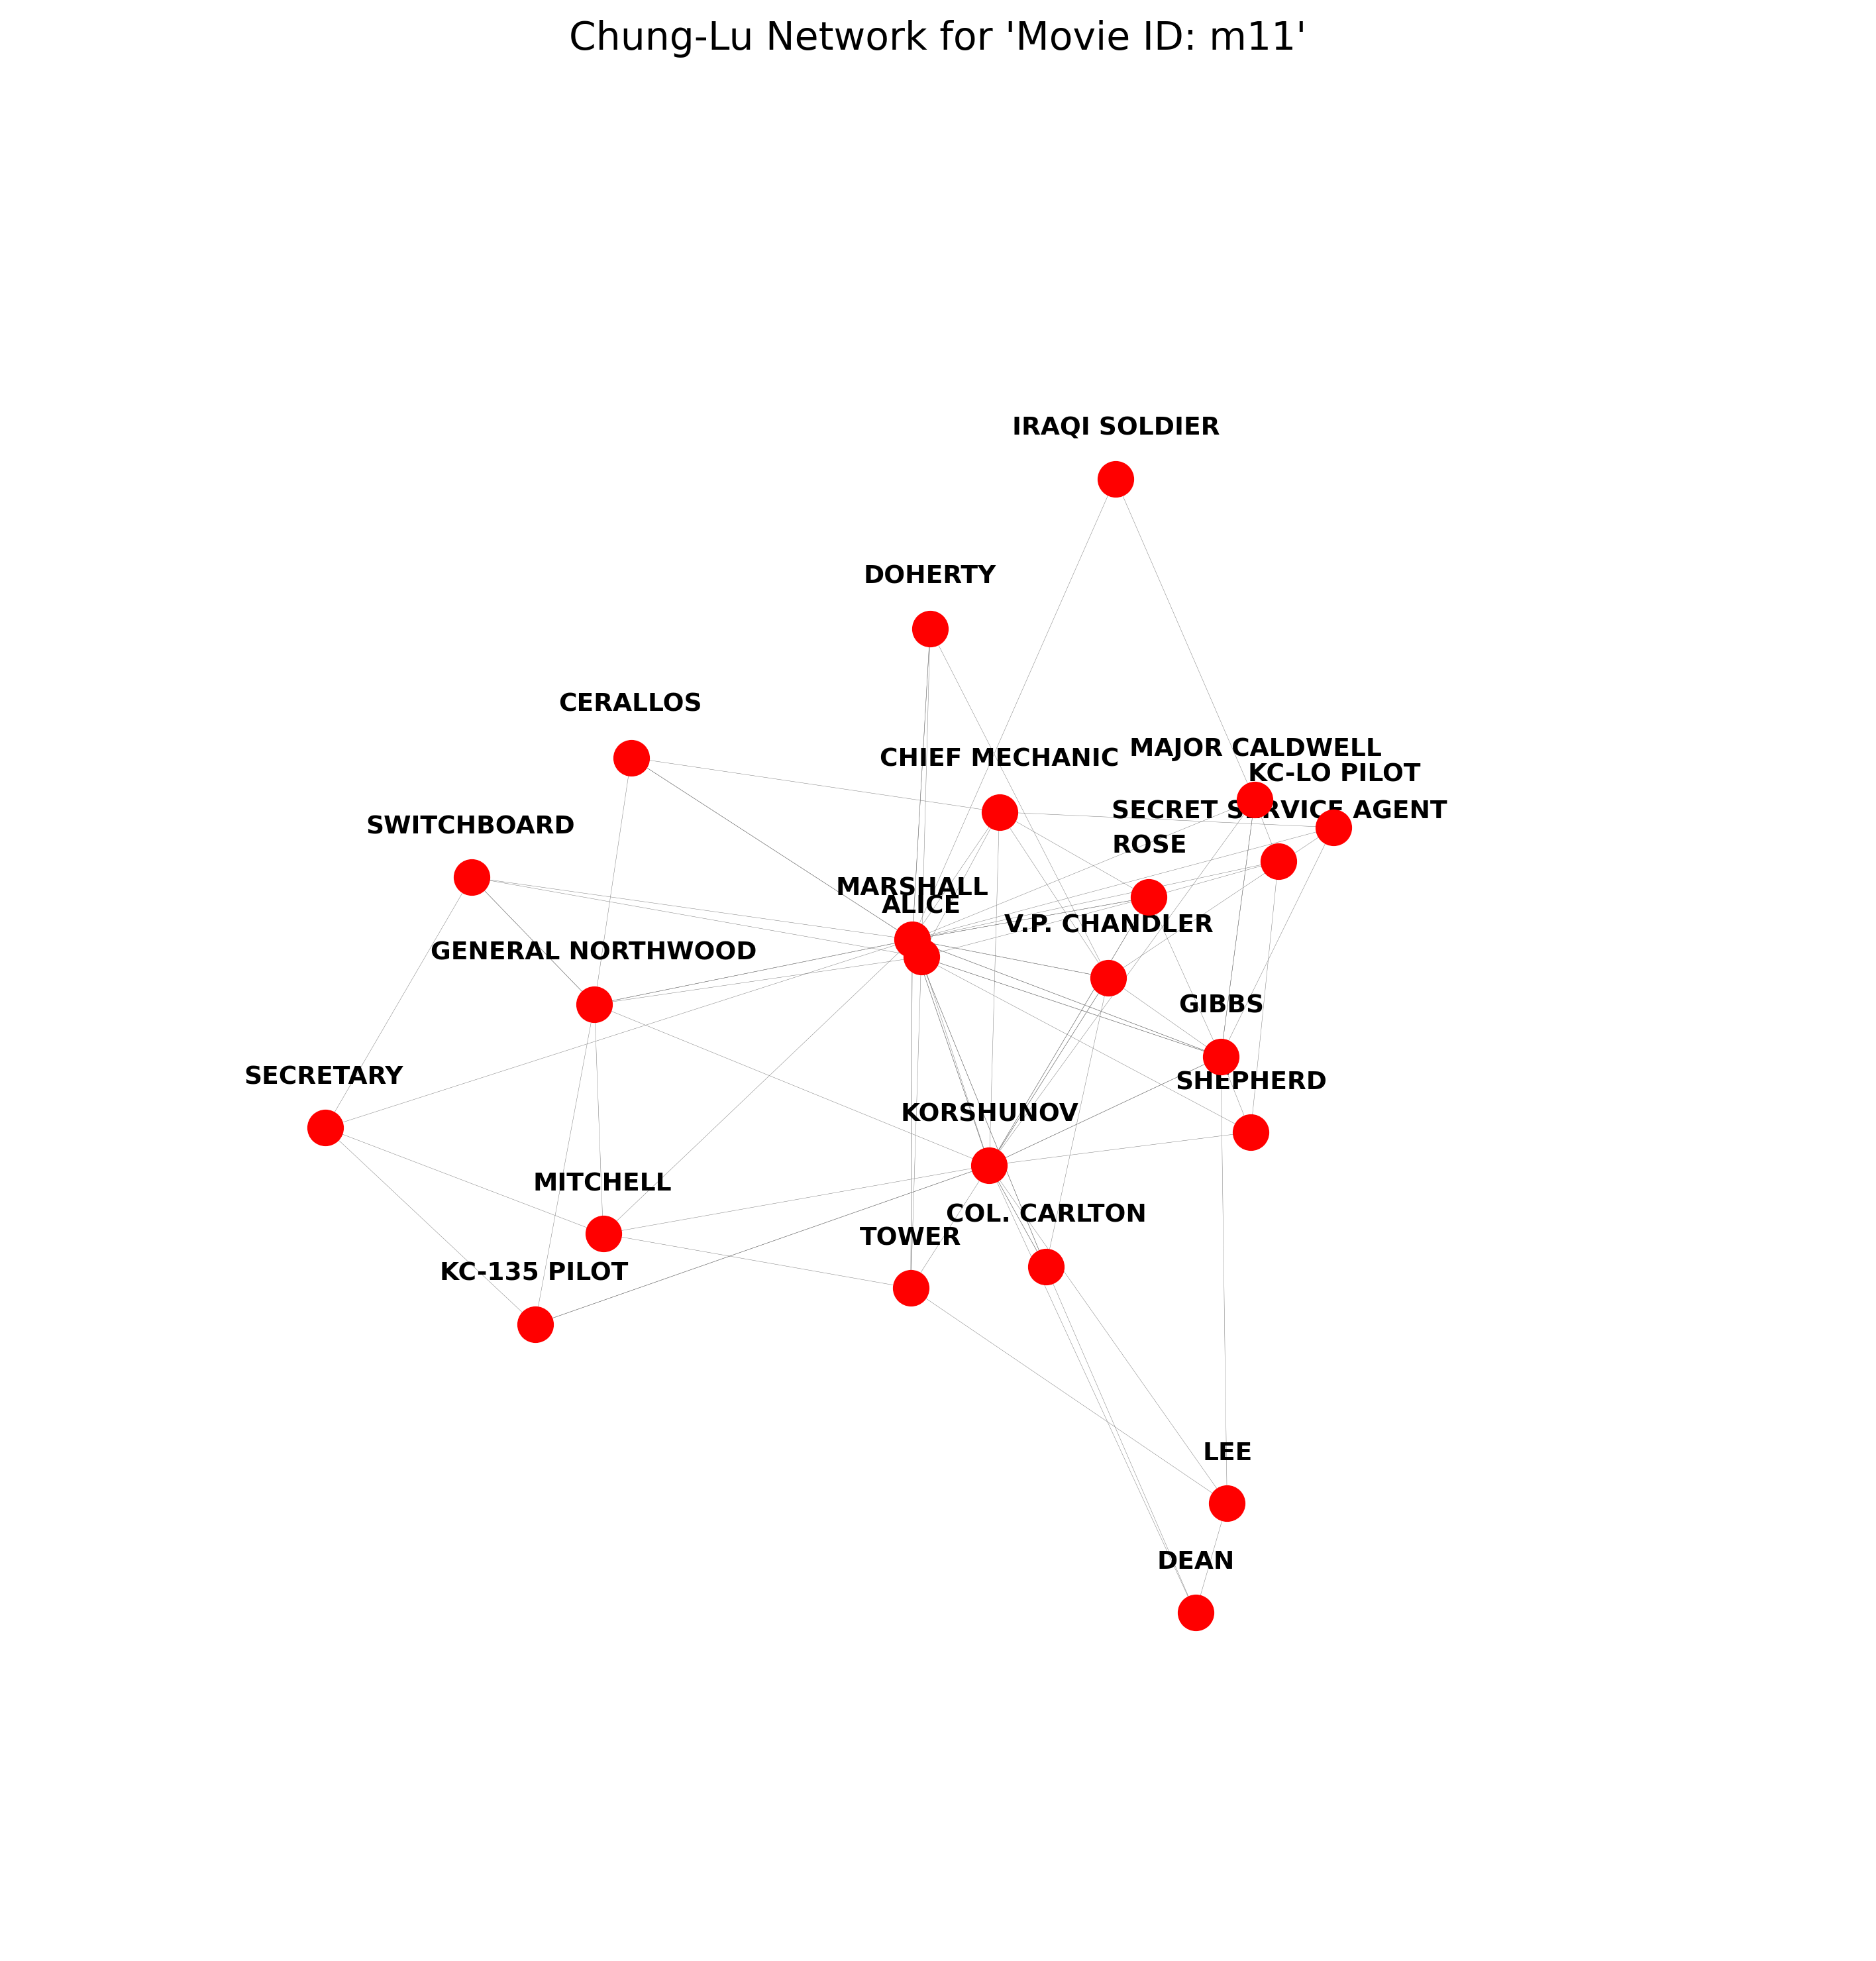 Chung-Lu Network for 'Movie ID: m11'
IRAQI SOLDIER
DOHERTY
CERALLOS
MAJOR CALDWELL
CHIEF MECHANIC
KC-LO PILOT
SECRET SERVICE AGENT
SWITCHBOARD
ROSE
MARSHALL
ALICE
V.P. CHANDLER
GENERAL NORTHWOOD
GIBBS
SECRETARY
SHEPHERD
KORSHUNOV
MITCHELL
COL. CARLTON
TOWER
KC-135 PILOT
LEE
DEAN